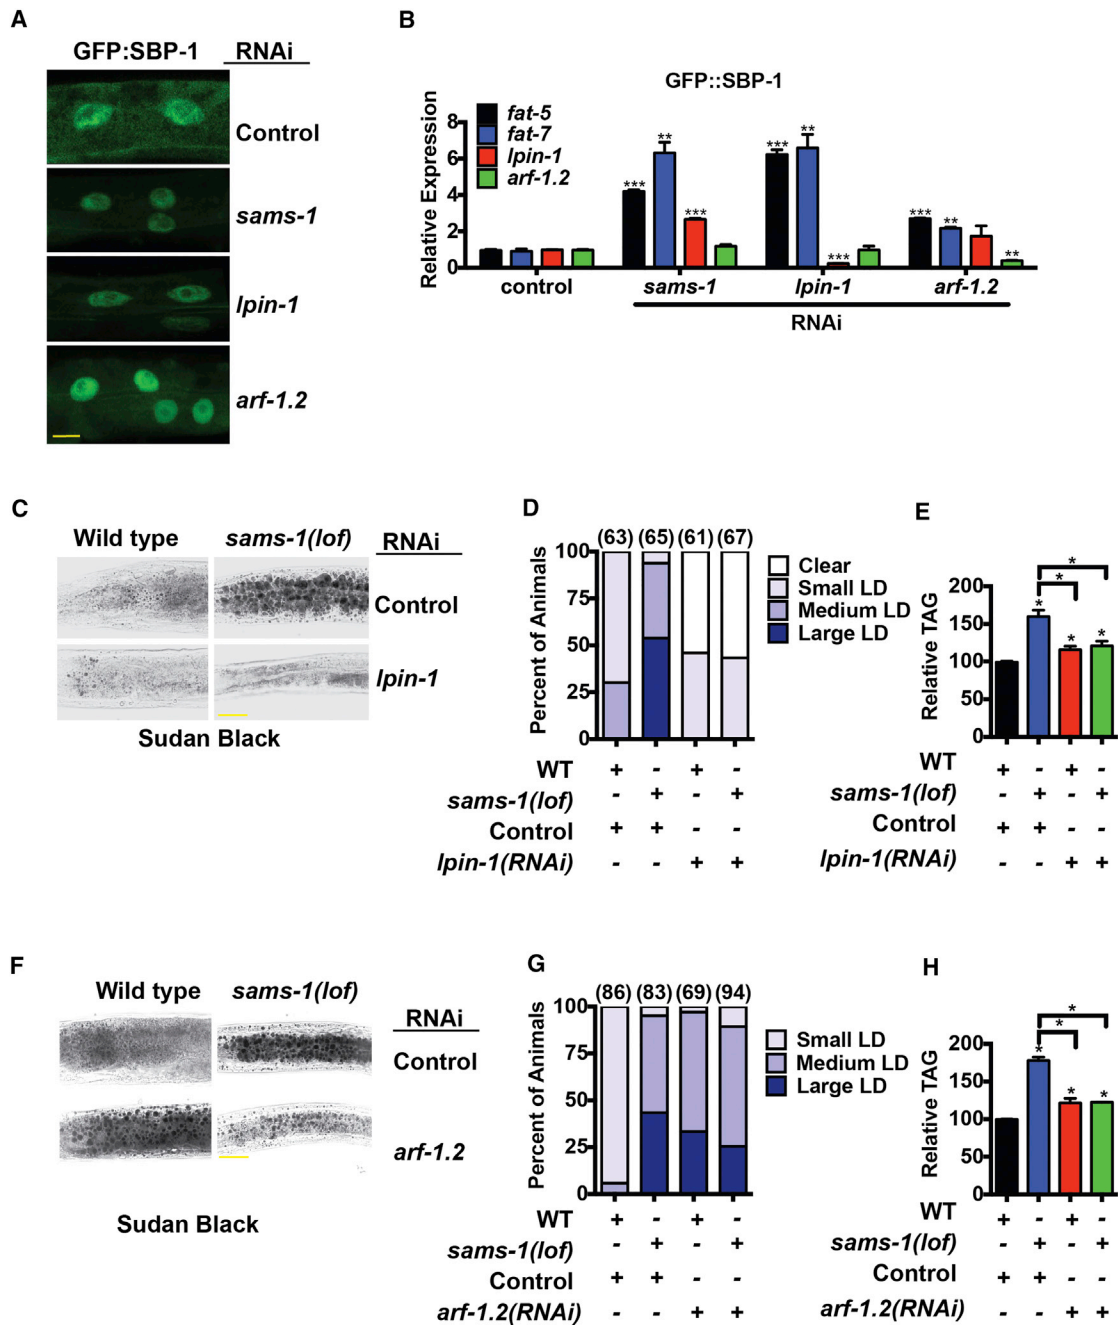 A
GFP:SBP-1 RNAi
Control
sams-1
lpin-1
arf-1.2
B
GFP::SBP-1
fat-5
fat-7
lpin-1
arf-1.2
Relative Expression
8
6
4
2
0
*** ** *** *** ** *** *** ** **
control sams-1 lpin-1 arf-1.2
RNAi
C
Wild type sams-1(lof) RNAi
Control
lpin-1
Sudan Black
D
(63) (65) (61) (67)
Percent of Animals
100
75
50
25
0
Clear
Small LD
Medium LD
Large LD
WT + - + -
sams-1(lof) - + - +
Control + + - -
lpin-1(RNAi) - - + +
E
Relative TAG
200
150
100
50
0
* * * * *
WT + - + -
sams-1(lof) - + - +
Control + + - -
lpin-1(RNAi) - - + +
F
Wild type sams-1(lof)
RNAi
Control
arf-1.2
Sudan Black
G
(86) (83) (69) (94)
Percent of Animals
100
75
50
25
0
Small LD
Medium LD
Large LD
WT + - + -
sams-1(lof) - + - +
Control + + - -
arf-1.2(RNAi) - - + +
H
Relative TAG
200
150
100
50
0
* * * * *
WT + - + -
sams-1(lof) - + - +
Control + + - -
arf-1.2(RNAi) - - + +